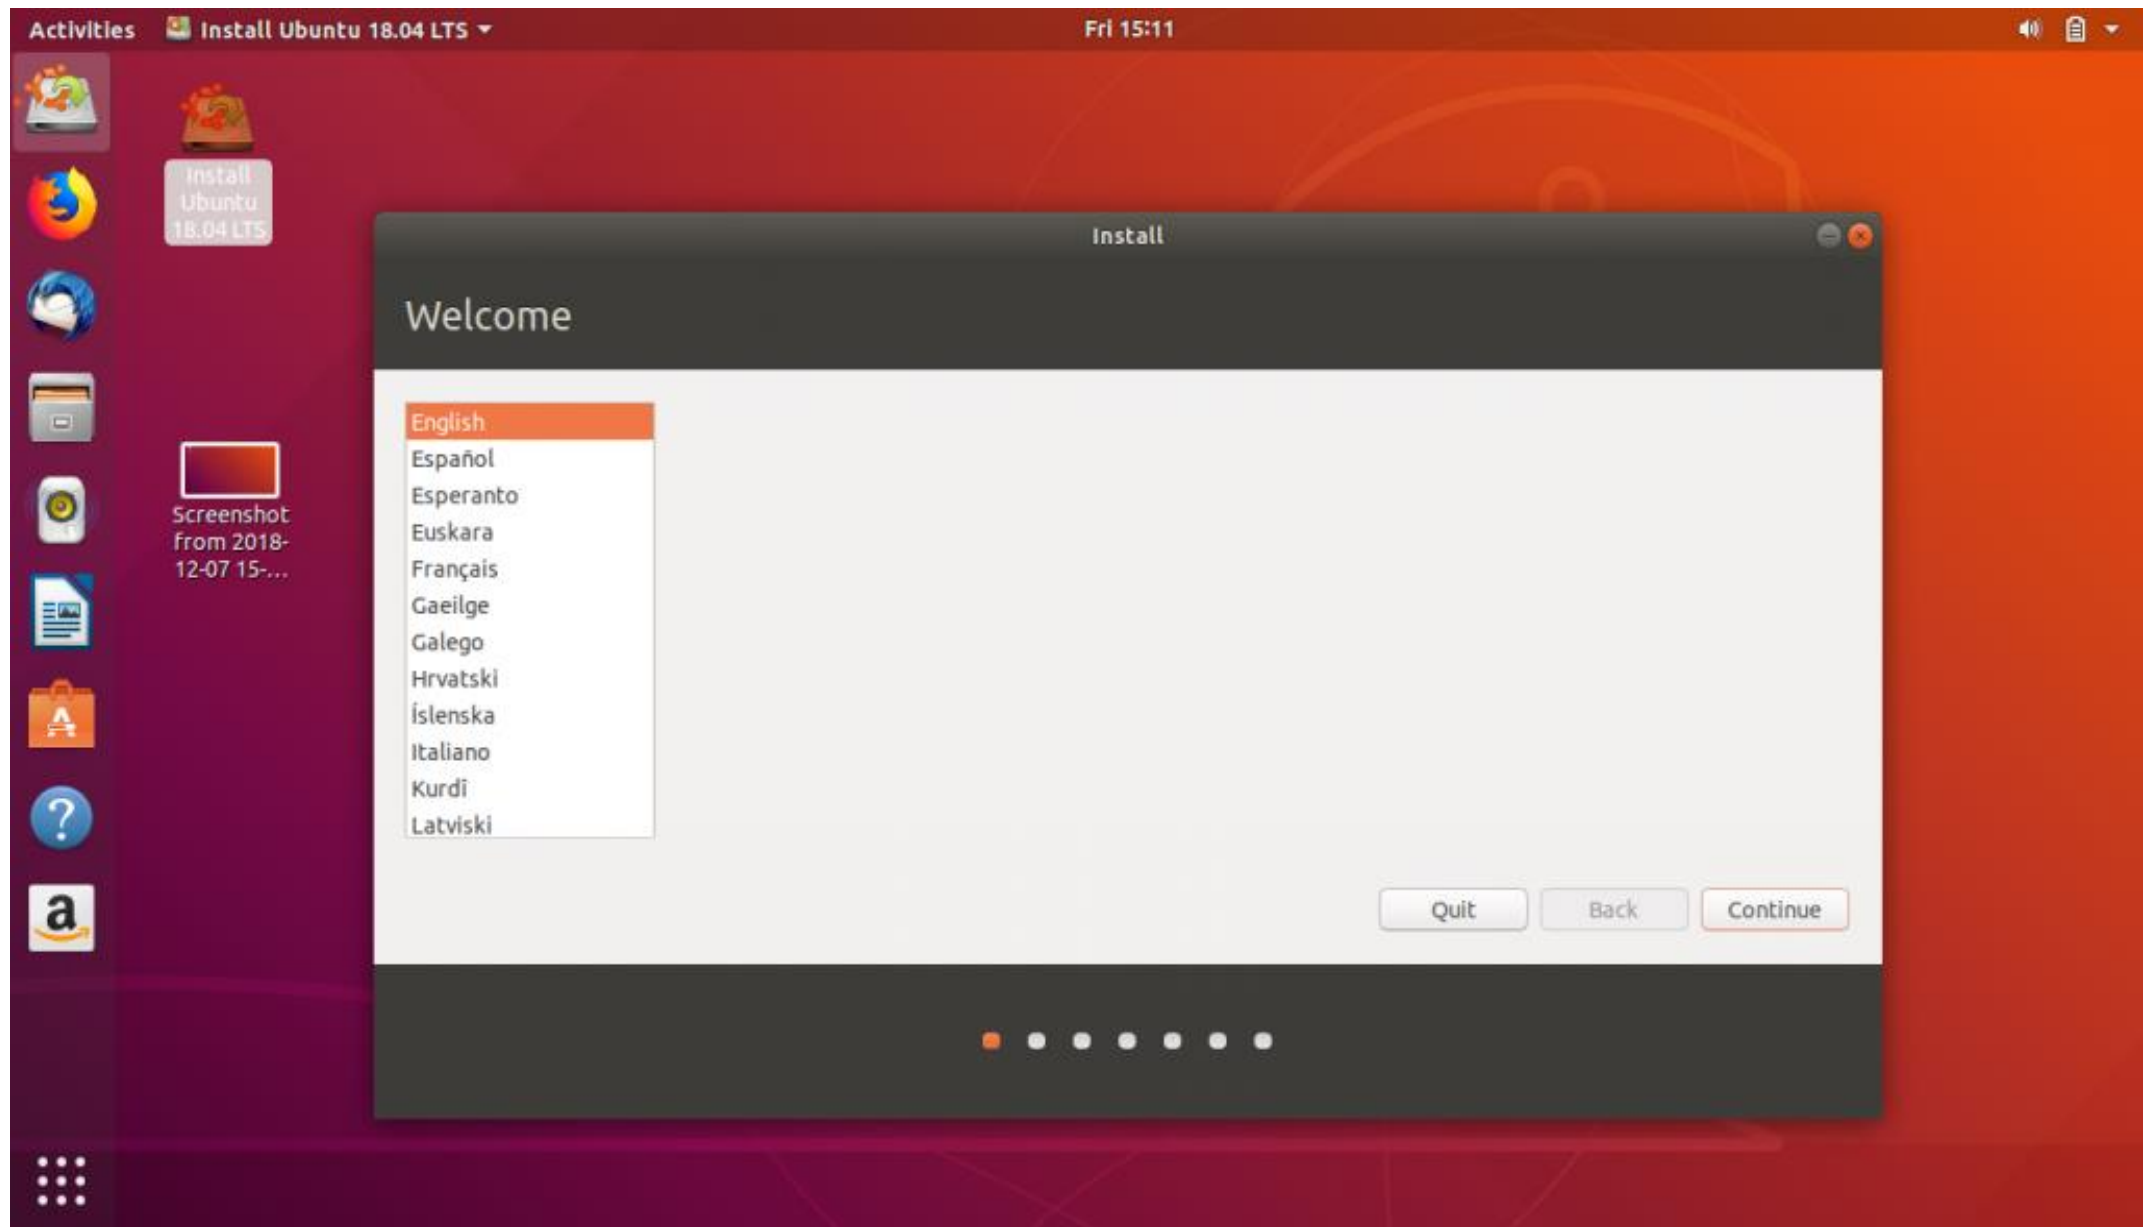 Activities
Install Ubuntu 18.04 LTS
Fri 15:11
Install
Ubuntu
18.04 LTS
Screenshot
from 2018-
12-07 15-...
Install
Welcome
English
Español
Esperanto
Euskara
Français
Gaeilge
Galego
Hrvatski
Íslenska
Italiano
Kurdî
Latviski
Quit
Back
Continue
A
?
a